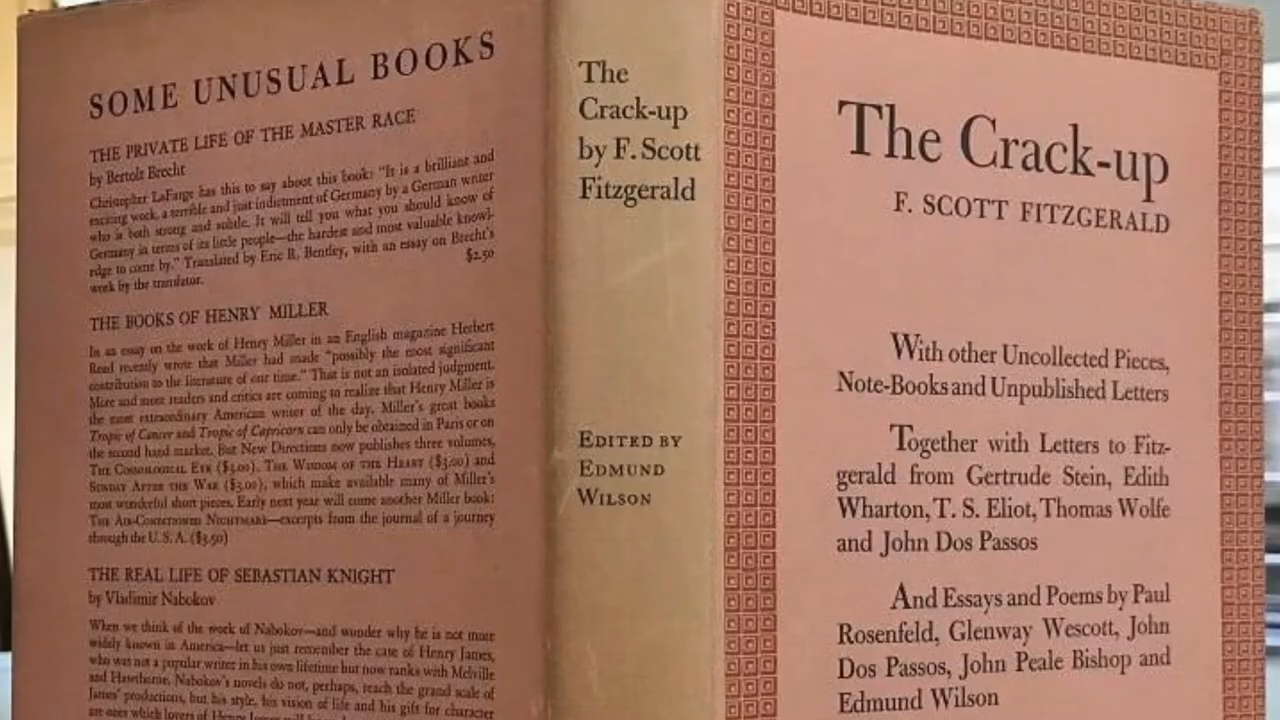 SOME UNUSUAL BOOKS
THE PRIVATE LIFE OF THE MASTER RACE
by Bertolt Brecht
Christopher LaFarge has this to say about this book: "It is a brilliant and
exciting work, a terrible and just indictment of Germany by a German writer
who is both strong and subtle. It will tell you what you should know of
Germany in terms of its little people—the hardest and most valuable knowl-
edge to come by." Translated by Eric R. Bentley, with an essay on Brecht's
work by the translator. $2.50
THE BOOKS OF HENRY MILLER
In an essay on the work of Henry Miller in an English magazine Herbert
Read recently wrote that Miller had made "possibly the most significant
contribution to the literature of our time." That is not an isolated judgment.
More and more readers and critics are coming to realize that Henry Miller is
the most extraordinary American writer of the day. Miller's great books
Tropic of Cancer and Tropic of Capricorn can only be obtained in Paris or on
the second hand market. But New Directions now publishes three volumes,
THE COSMOLOGICAL EYE ($3.00), THE WISDOM OF THE HEART ($3.00) and
SUNDAY AFTER THE WAR ($3.00), which make available many of Miller's
most wonderful short pieces. Early next year will come another Miller book:
THE AIR-CONDITIONED NIGHTMARE—excerpts from the journal of a journey
through the U. S. A. ($3.50)
THE REAL LIFE OF SEBASTIAN KNIGHT
by Vladimir Nabokov
When we think of the work of Nabokov—and wonder why he is not more
widely known in America—let us just remember the case of Henry James,
who was not a popular writer in his own lifetime but now ranks with Melville
and Hawthorne. Nabokov's novels do not, perhaps, reach the grand scale of
James' productions, but his style, his vision of life and his gift for character
are ones which lovers of Henry James will
The
Crack-up
by F. Scott
Fitzgerald
EDITED BY
EDMUND
WILSON
The Crack-up
F. SCOTT FITZGERALD
With other Uncollected Pieces,
Note-Books and Unpublished Letters
Together with Letters to Fitz-
gerald from Gertrude Stein, Edith
Wharton, T. S. Eliot, Thomas Wolfe
and John Dos Passos
And Essays and Poems by Paul
Rosenfeld, Glenway Wescott, John
Dos Passos, John Peale Bishop and
Edmund Wilson